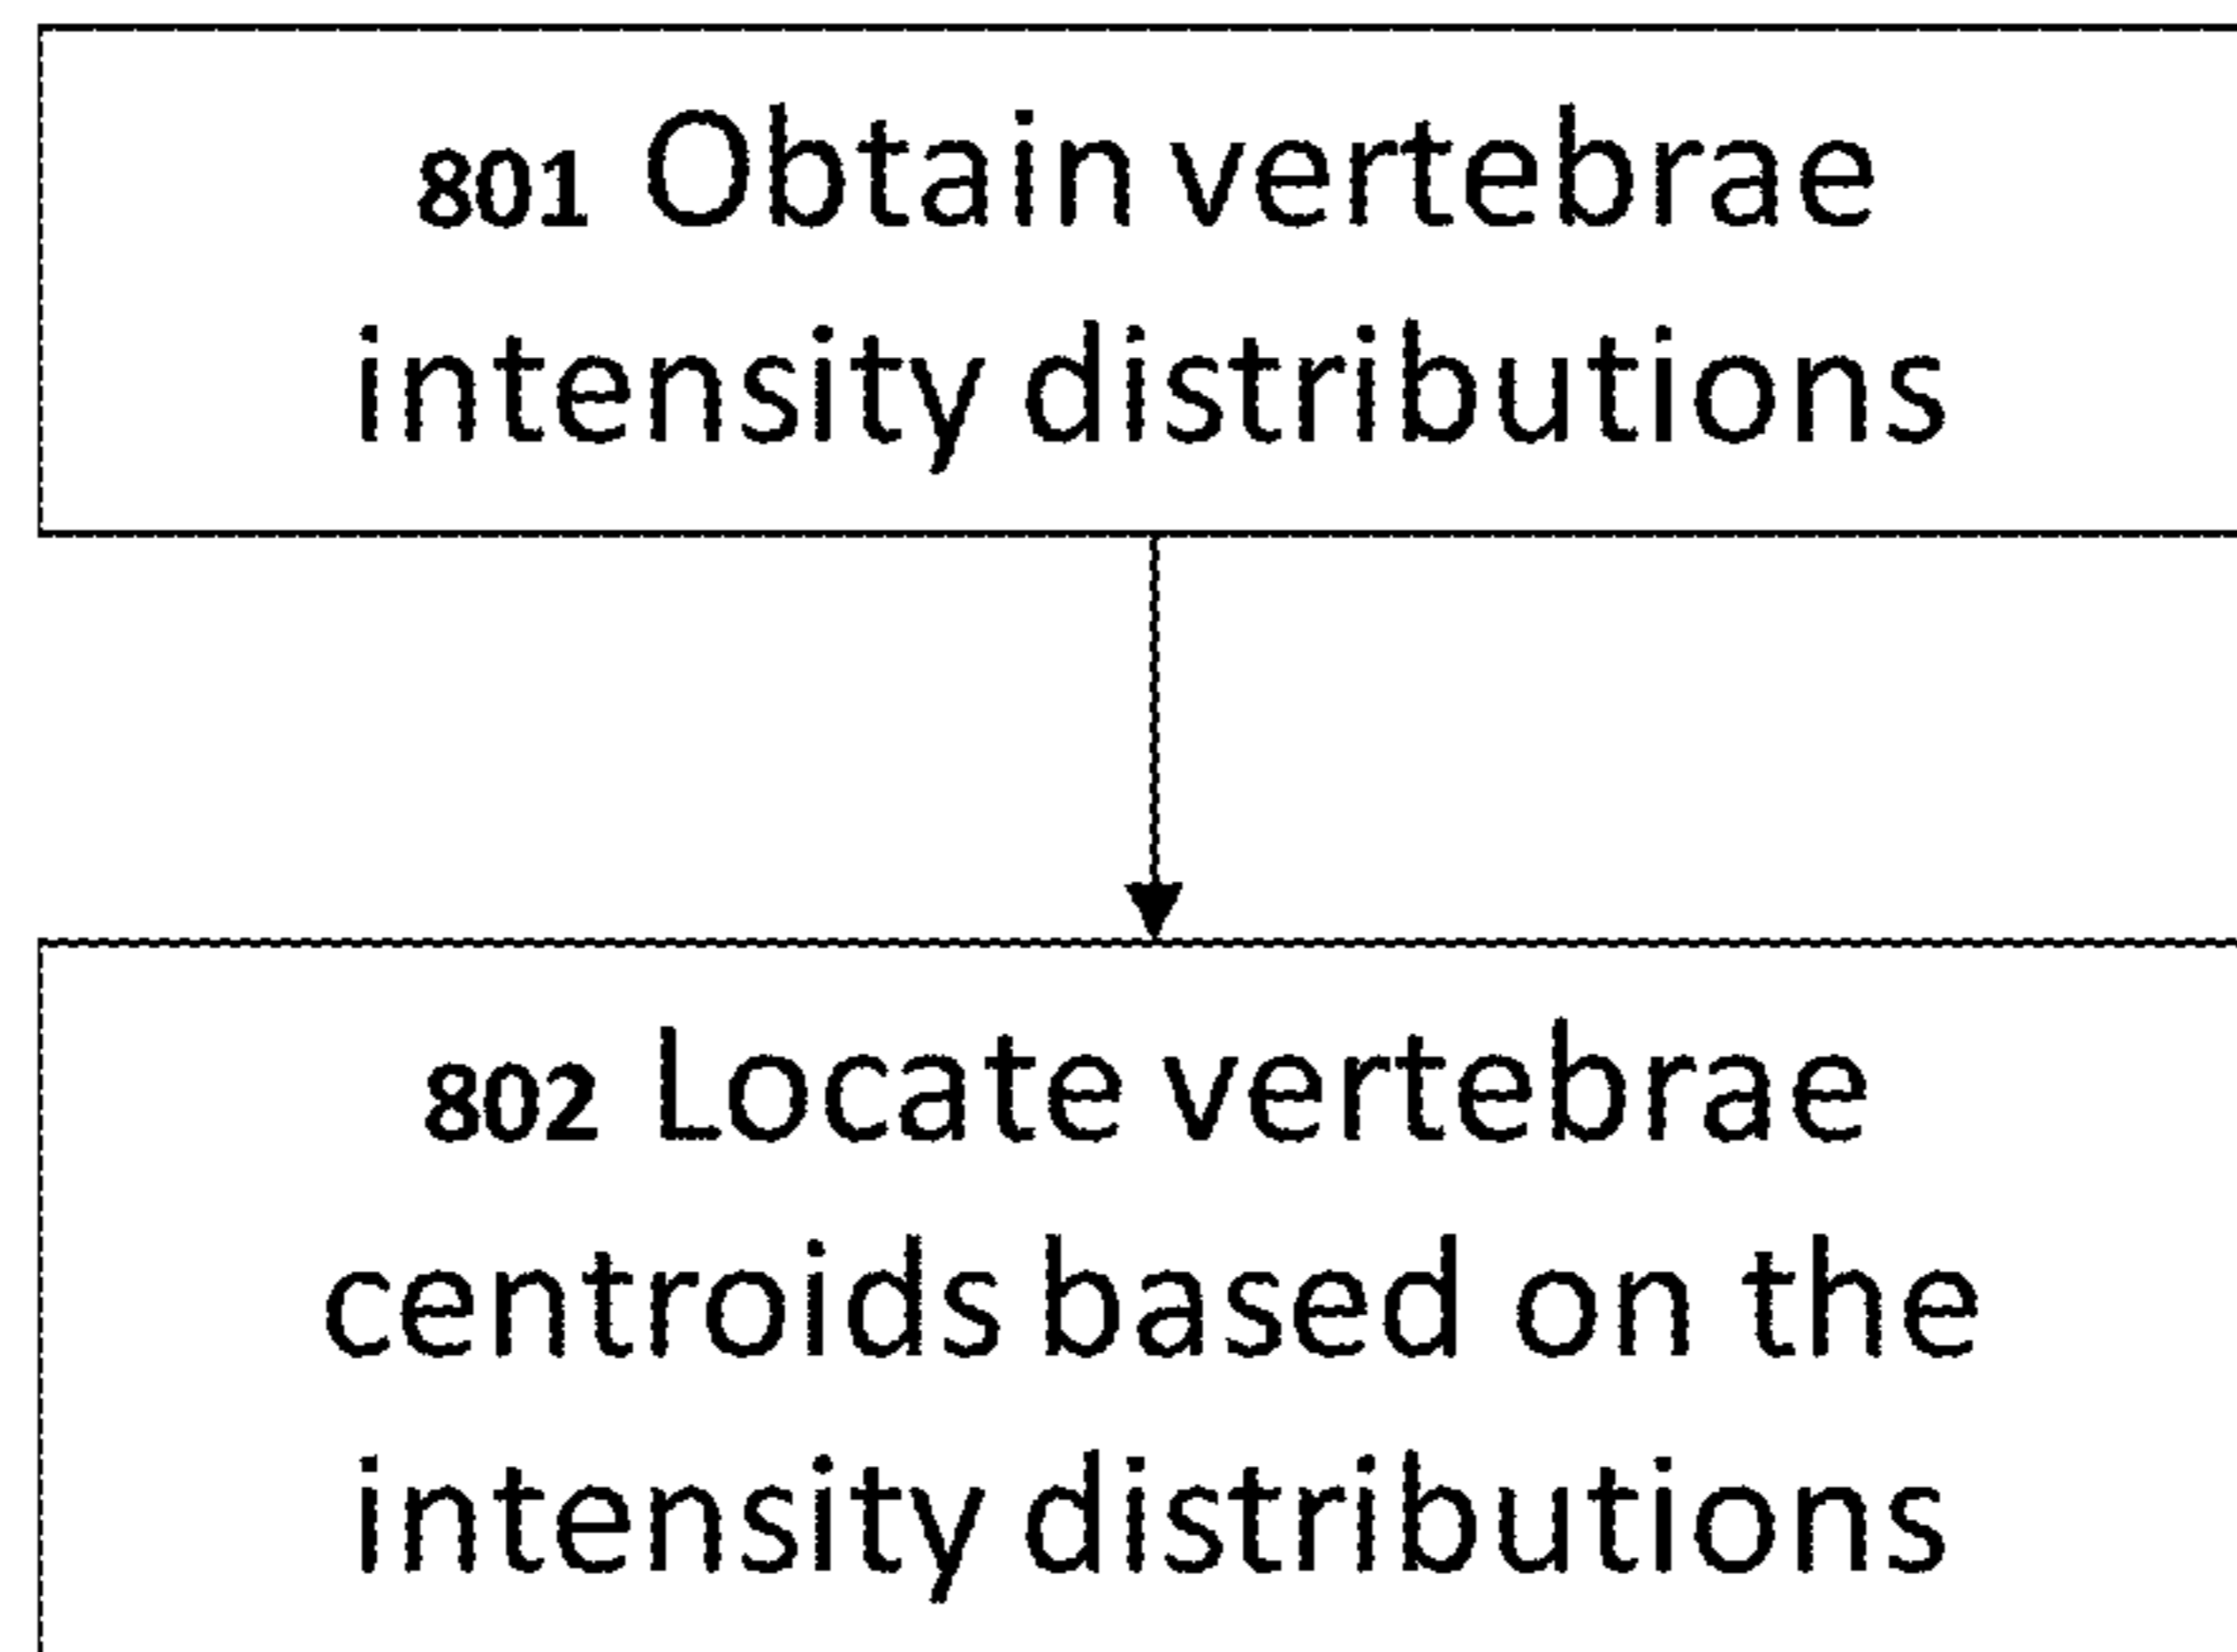 801 Obtain vertebrae
intensity distributions
802 Locate vertebrae
centroids based on the
intensity distributions